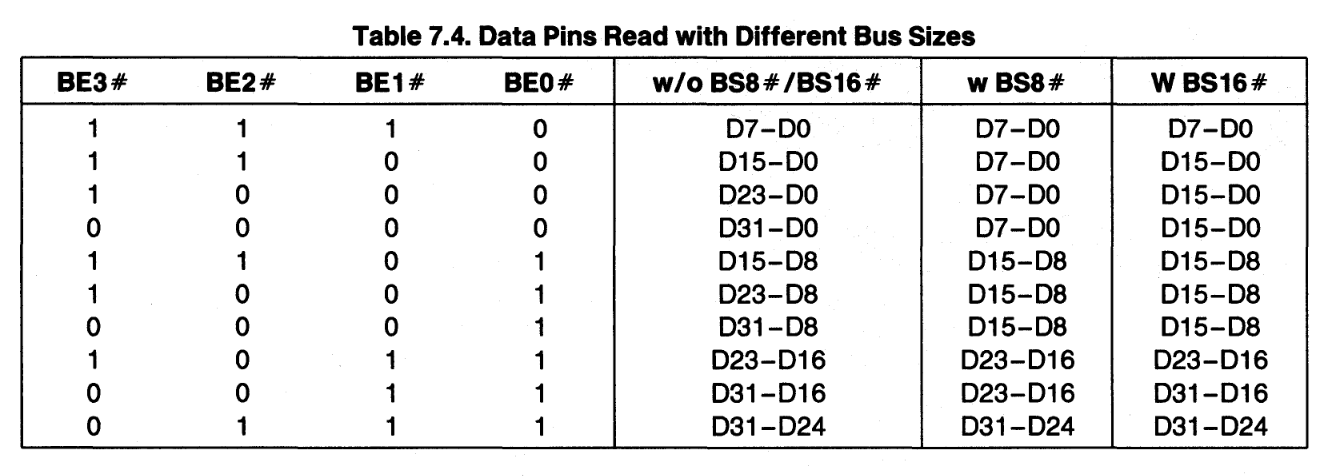 Table 7.4. Data Pins Read with Different Bus Sizes
BE3# BE2# BE1# BE0# w/o BS8#/BS16# w BS8# W BS16#
1 1 1 0 D7–D0 D7–D0 D7–D0
1 1 0 0 D15–D0 D7–D0 D15–D0
1 0 0 0 D23–D0 D7–D0 D15–D0
0 0 0 0 D31–D0 D7–D0 D15–D0
1 1 0 1 D15–D8 D15–D8 D15–D8
1 0 0 1 D23–D8 D15–D8 D15–D8
0 0 0 1 D31–D8 D15–D8 D15–D8
1 0 1 1 D23–D16 D23–D16 D23–D16
0 0 1 1 D31–D16 D23–D16 D31–D16
0 1 1 1 D31–D24 D31–D24 D31–D24